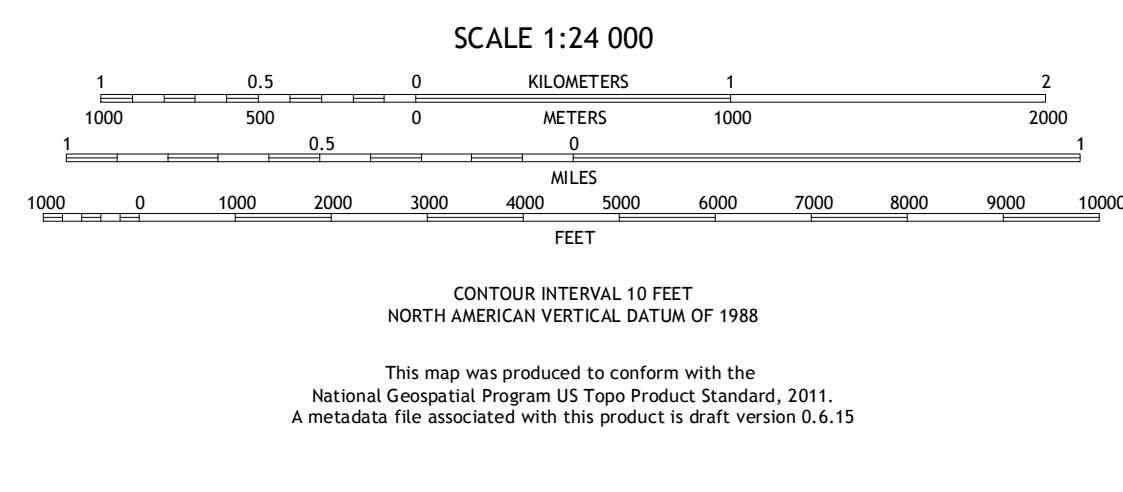 SCALE 1:24 000
1 0.5 0 KILOMETERS 1 2
1000 500 0 METERS 1000 2000
1 0.5 0 1
MILES
1000 0 1000 2000 3000 4000 5000 6000 7000 8000 9000 10000
FEET
CONTOUR INTERVAL 10 FEET
NORTH AMERICAN VERTICAL DATUM OF 1988
This map was produced to conform with the
National Geospatial Program US Topo Product Standard, 2011.
A metadata file associated with this product is draft version 0.6.15